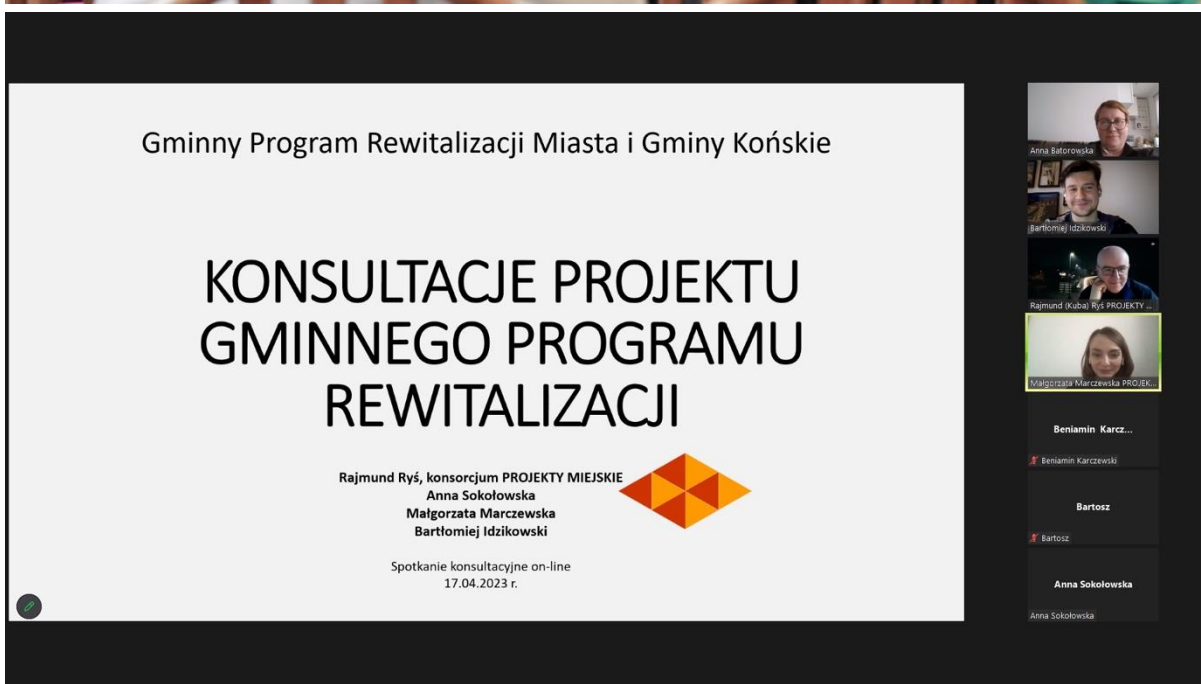 Gminny Program Rewitalizacji Miasta i Gminy Końskie
KONSULTACJE PROJEKTU
GMINNEGO PROGRAMU
REWITALIZACJI
Rajmund Ryś, konsorcjum PROJEKTY MIEJSKIE
Anna Sokołowska
Małgorzata Marczewska
Bartłomiej Idzikowski
Spotkanie konsultacyjne on-line
17.04.2023 r.
Anna Batorowska
Bartłomiej Idzikowski
Rajmund (Kuba) Ryś PROJEKTY ...
Małgorzata Marczewska PROJEK...
Beniamin Karcz...
Beniamin Karczewski
Bartosz
Bartosz
Anna Sokołowska
Anna Sokołowska